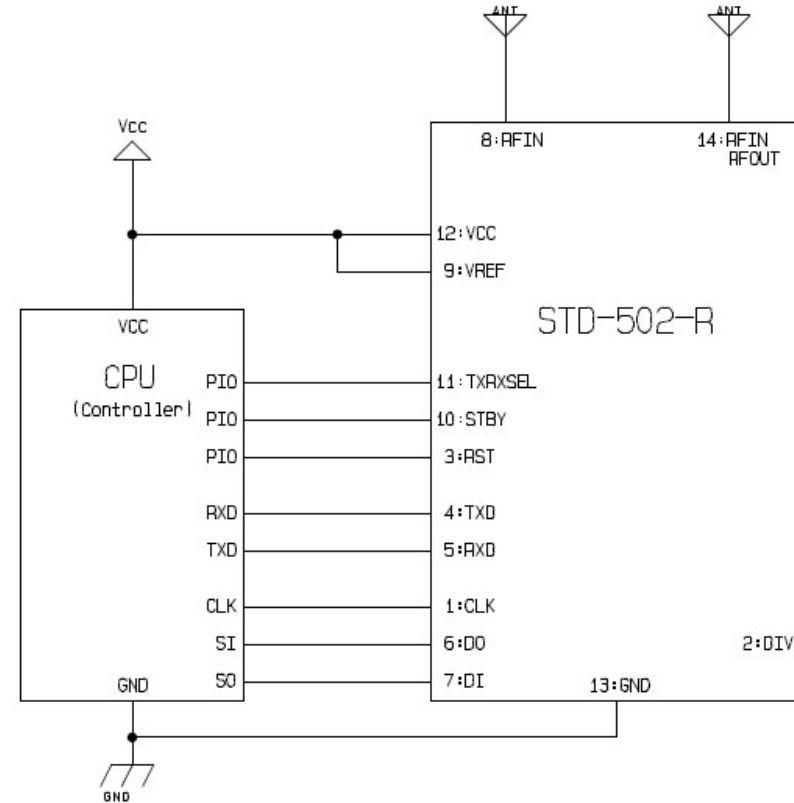 ANT
ANT
8:RFIN
14:RFIN
RFOUT
Vcc
12:VCC
9:VREF
STD-502-R
VCC
CPU
(Controller)
PIO
11:TXRXSEL
PIO
10:STBY
PIO
3:RST
RXD
4:TXD
TXD
5:RXD
CLK
1:CLK
SI
6:DO
2:DIV
SO
7:DI
GND
13:GND
GND